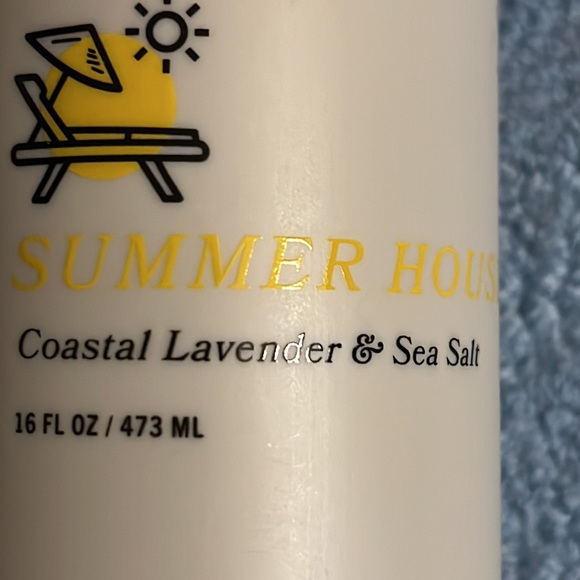 SUMMER HOUS
Coastal Lavender & Sea Salt
16 FL OZ / 473 ML